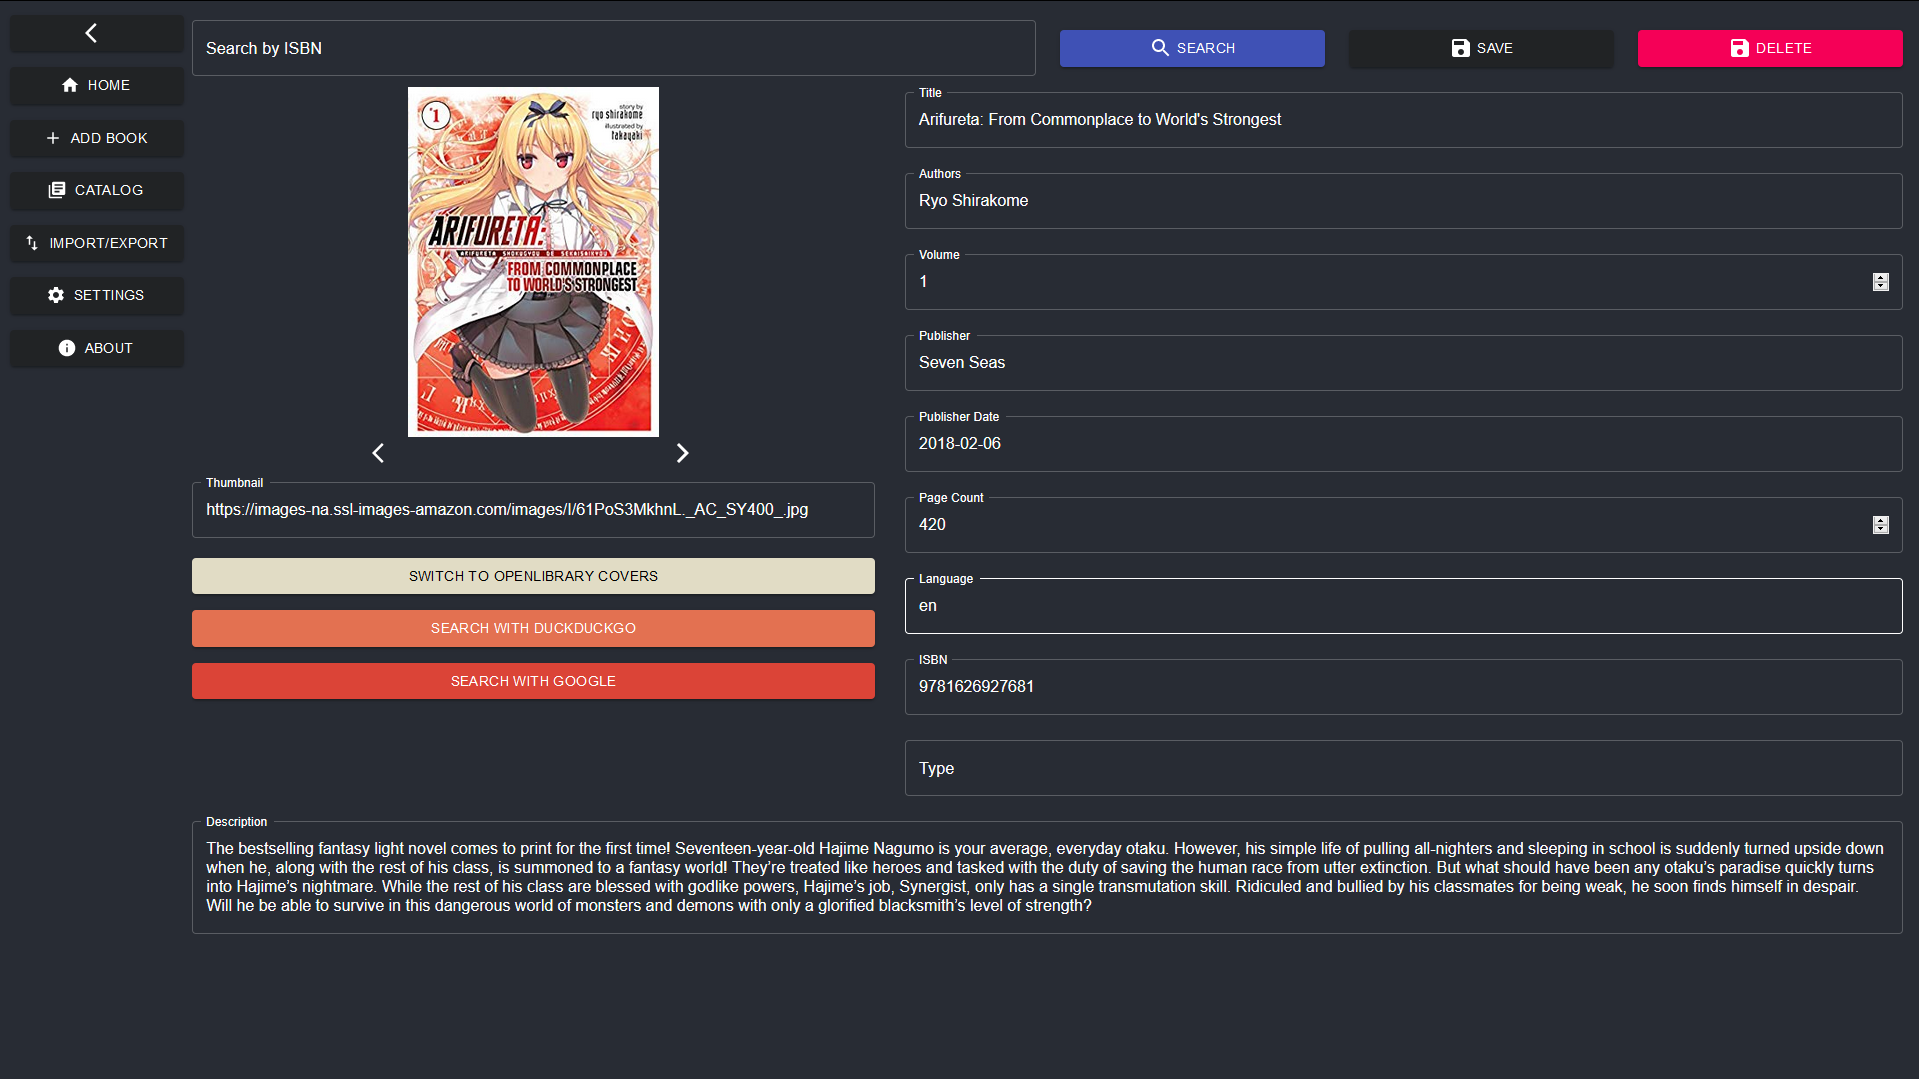 Search by ISBN
SEARCH
SAVE
DELETE
HOME
ADD BOOK
CATALOG
IMPORT/EXPORT
SETTINGS
ABOUT
1
story by
ryo shirakome
illustrated by
takayaki
ARIFURETA:
ARIFURETA SHOKUGYOU DE SEKAISAIKYOU
FROM COMMONPLACE
TO WORLD'S STRONGEST
Thumbnail
https://images-na.ssl-images-amazon.com/images/I/61PoS3MkhnL._AC_SY400_.jpg
SWITCH TO OPENLIBRARY COVERS
SEARCH WITH DUCKDUCKGO
SEARCH WITH GOOGLE
Title
Arifureta: From Commonplace to World's Strongest
Authors
Ryo Shirakome
Volume
1
Publisher
Seven Seas
Publisher Date
2018-02-06
Page Count
420
Language
en
ISBN
9781626927681
Type
Description
The bestselling fantasy light novel comes to print for the first time! Seventeen-year-old Hajime Nagumo is your average, everyday otaku. However, his simple life of pulling all-nighters and sleeping in school is suddenly turned upside down
when he, along with the rest of his class, is summoned to a fantasy world! They’re treated like heroes and tasked with the duty of saving the human race from utter extinction. But what should have been any otaku’s paradise quickly turns
into Hajime’s nightmare. While the rest of his class are blessed with godlike powers, Hajime’s job, Synergist, only has a single transmutation skill. Ridiculed and bullied by his classmates for being weak, he soon finds himself in despair.
Will he be able to survive in this dangerous world of monsters and demons with only a glorified blacksmith’s level of strength?